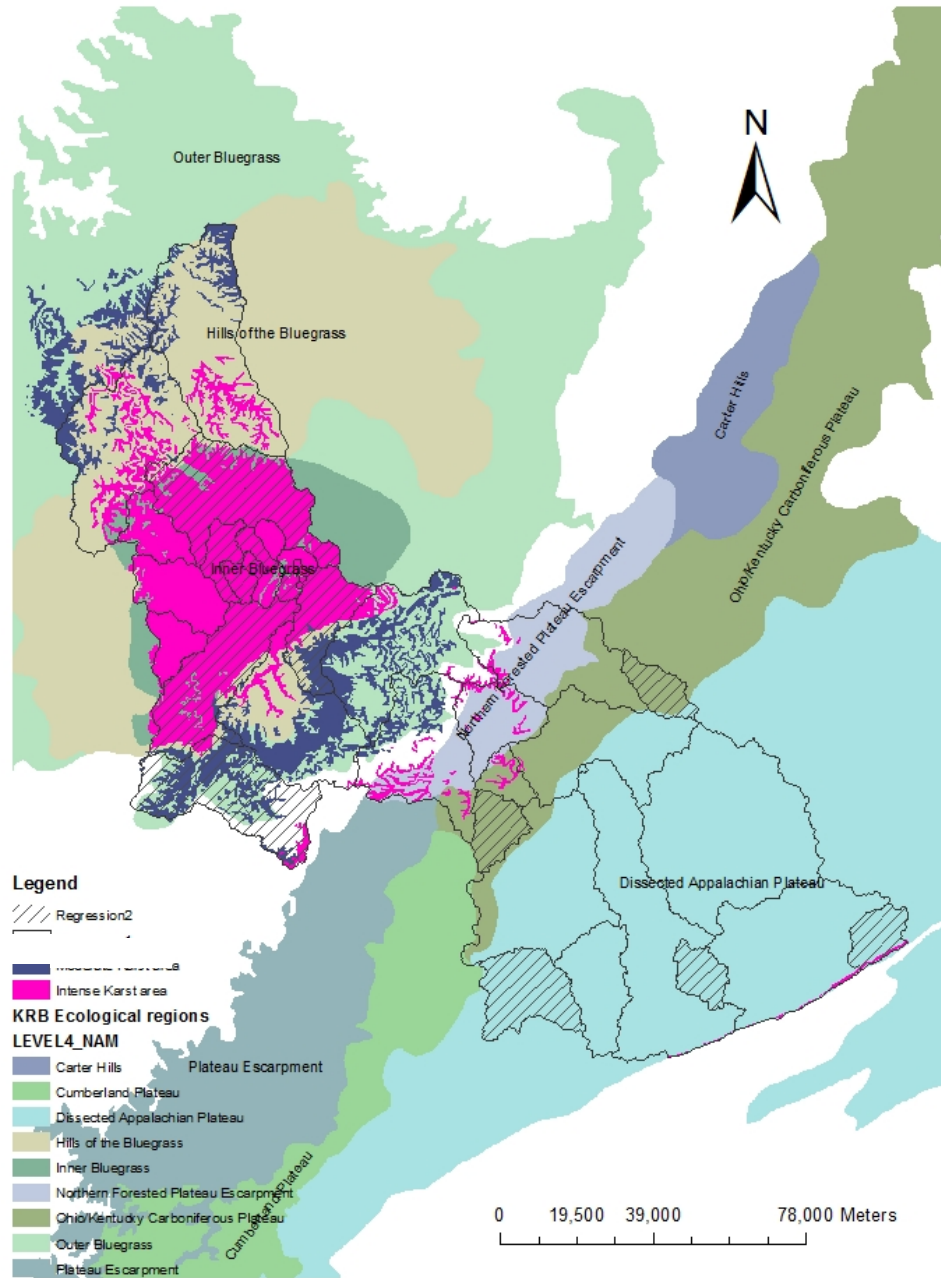 N
Outer Bluegrass
Hills of the Bluegrass
Carter Hills
Ohio/Kentucky Carboniferous Plateau
Inner Bluegrass
Northern Forested Plateau Escarpment
Dissected Appalachian Plateau
Plateau Escarpment
Cumberland Plateau
Legend
Regression2
Intense Karst area
KRB Ecological regions
LEVEL4_NAM
Carter Hills
Cumberland Plateau
Dissected Appalachian Plateau
Hills of the Bluegrass
Inner Bluegrass
Northern Forested Plateau Escarpment
Ohio/Kentucky Carboniferous Plateau
Outer Bluegrass
Plateau Escarpment
0 19,500 39,000 78,000 Meters